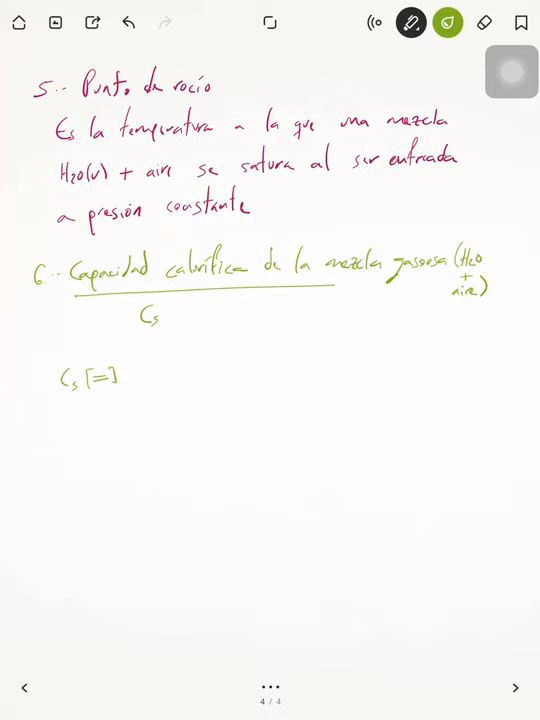 5.- Punto de rocío
Es la temperatura a la que una mezcla
H2O(v) + aire se satura al ser enfriada
a presión constante
6.- Capacidad calorífica de la mezcla gaseosa (H2O
+
aire)
Cs
Cs [=]
4 / 4